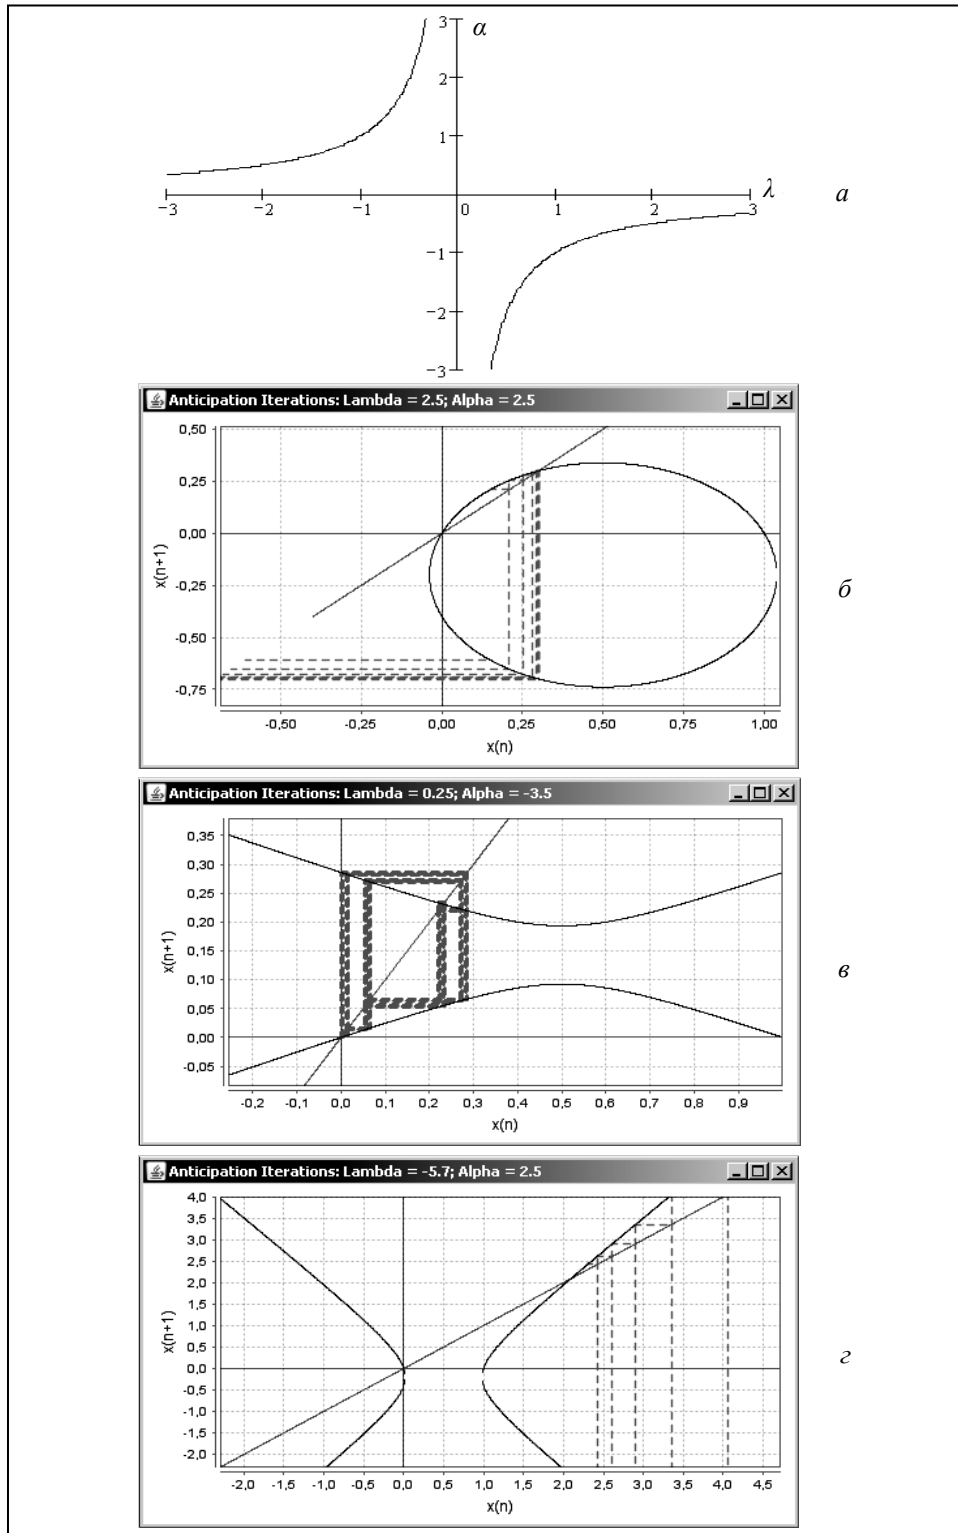 3
α
2
1
λ
−3 −2 −1 0 1 2 3
а
−1
−2
−3
Anticipation Iterations: Lambda = 2.5; Alpha = 2.5
0,50
0,25
0,00
-0,25
-0,50
-0,75
x(n+1)
-0,50 -0,25 0,00 0,25 0,50 0,75 1,00
x(n)
б
Anticipation Iterations: Lambda = 0.25; Alpha = -3.5
0,35
0,30
0,25
0,20
0,15
0,10
0,05
0,00
-0,05
x(n+1)
-0,2 -0,1 0,0 0,1 0,2 0,3 0,4 0,5 0,6 0,7 0,8 0,9
x(n)
в
Anticipation Iterations: Lambda = -5.7; Alpha = 2.5
4,0
3,5
3,0
2,5
2,0
1,5
1,0
0,5
0,0
-0,5
-1,0
-1,5
-2,0
x(n+1)
-2,0 -1,5 -1,0 -0,5 0,0 0,5 1,0 1,5 2,0 2,5 3,0 3,5 4,0 4,5
x(n)
г